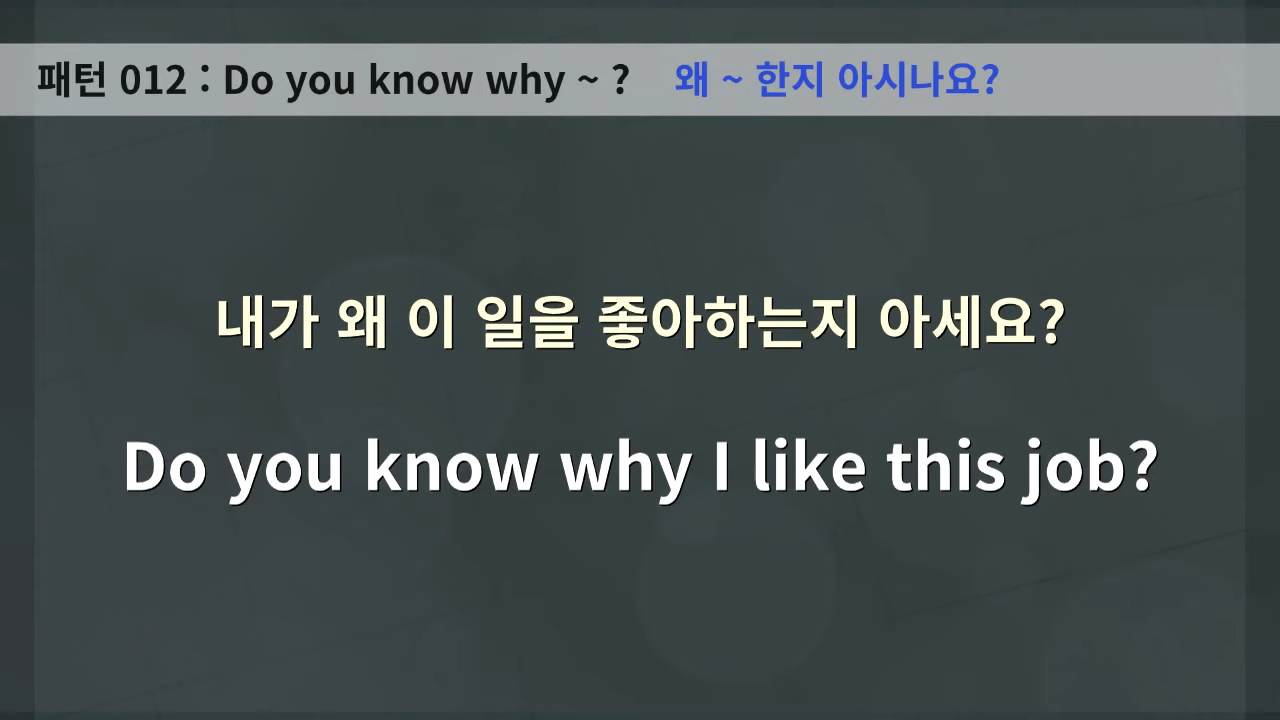 패턴 012 : Do you know why ~ ? 왜 ~ 한지 아시나요?
내가 왜 이 일을 좋아하는지 아세요?
Do you know why I like this job?